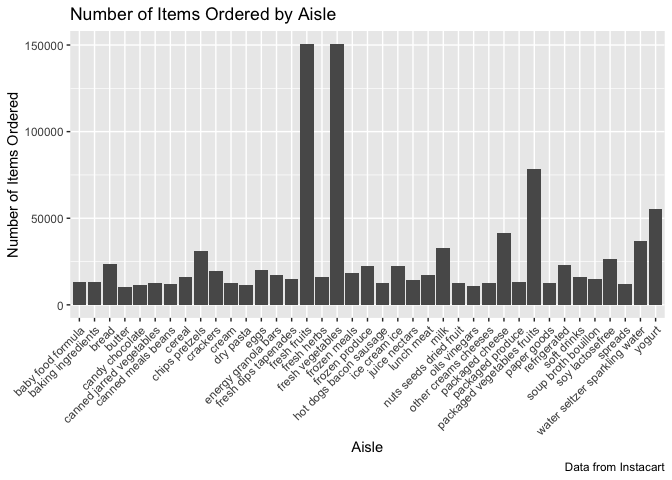 Number of Items Ordered by Aisle
Number of Items Ordered
150000
100000
50000
0
baby food formula
baking ingredients
bread
butter
candy chocolate
canned jarred vegetables
canned meals beans
cereal
chips pretzels
crackers
cream
dry pasta
eggs
energy granola bars
fresh dips tapenades
fresh fruits
fresh herbs
fresh vegetables
frozen meals
frozen produce
hot dogs bacon sausage
ice cream ice
juice nectars
lunch meat
milk
nuts seeds dried fruit
oils vinegars
other creams cheeses
packaged cheese
packaged produce
packaged vegetables fruits
paper goods
refrigerated
soft drinks
soup broth bouillon
soy lactosefree
spreads
water seltzer sparkling water
yogurt
Aisle
Data from Instacart